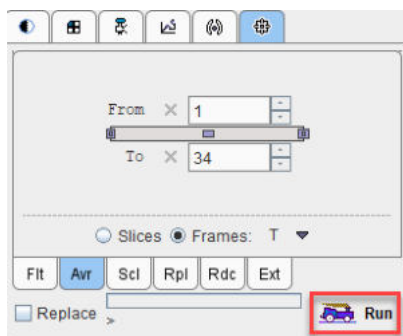 From × 1
To × 34
Slices Frames: T
Flt Avr Scl Rpl Rdc Ext
Replace > Run